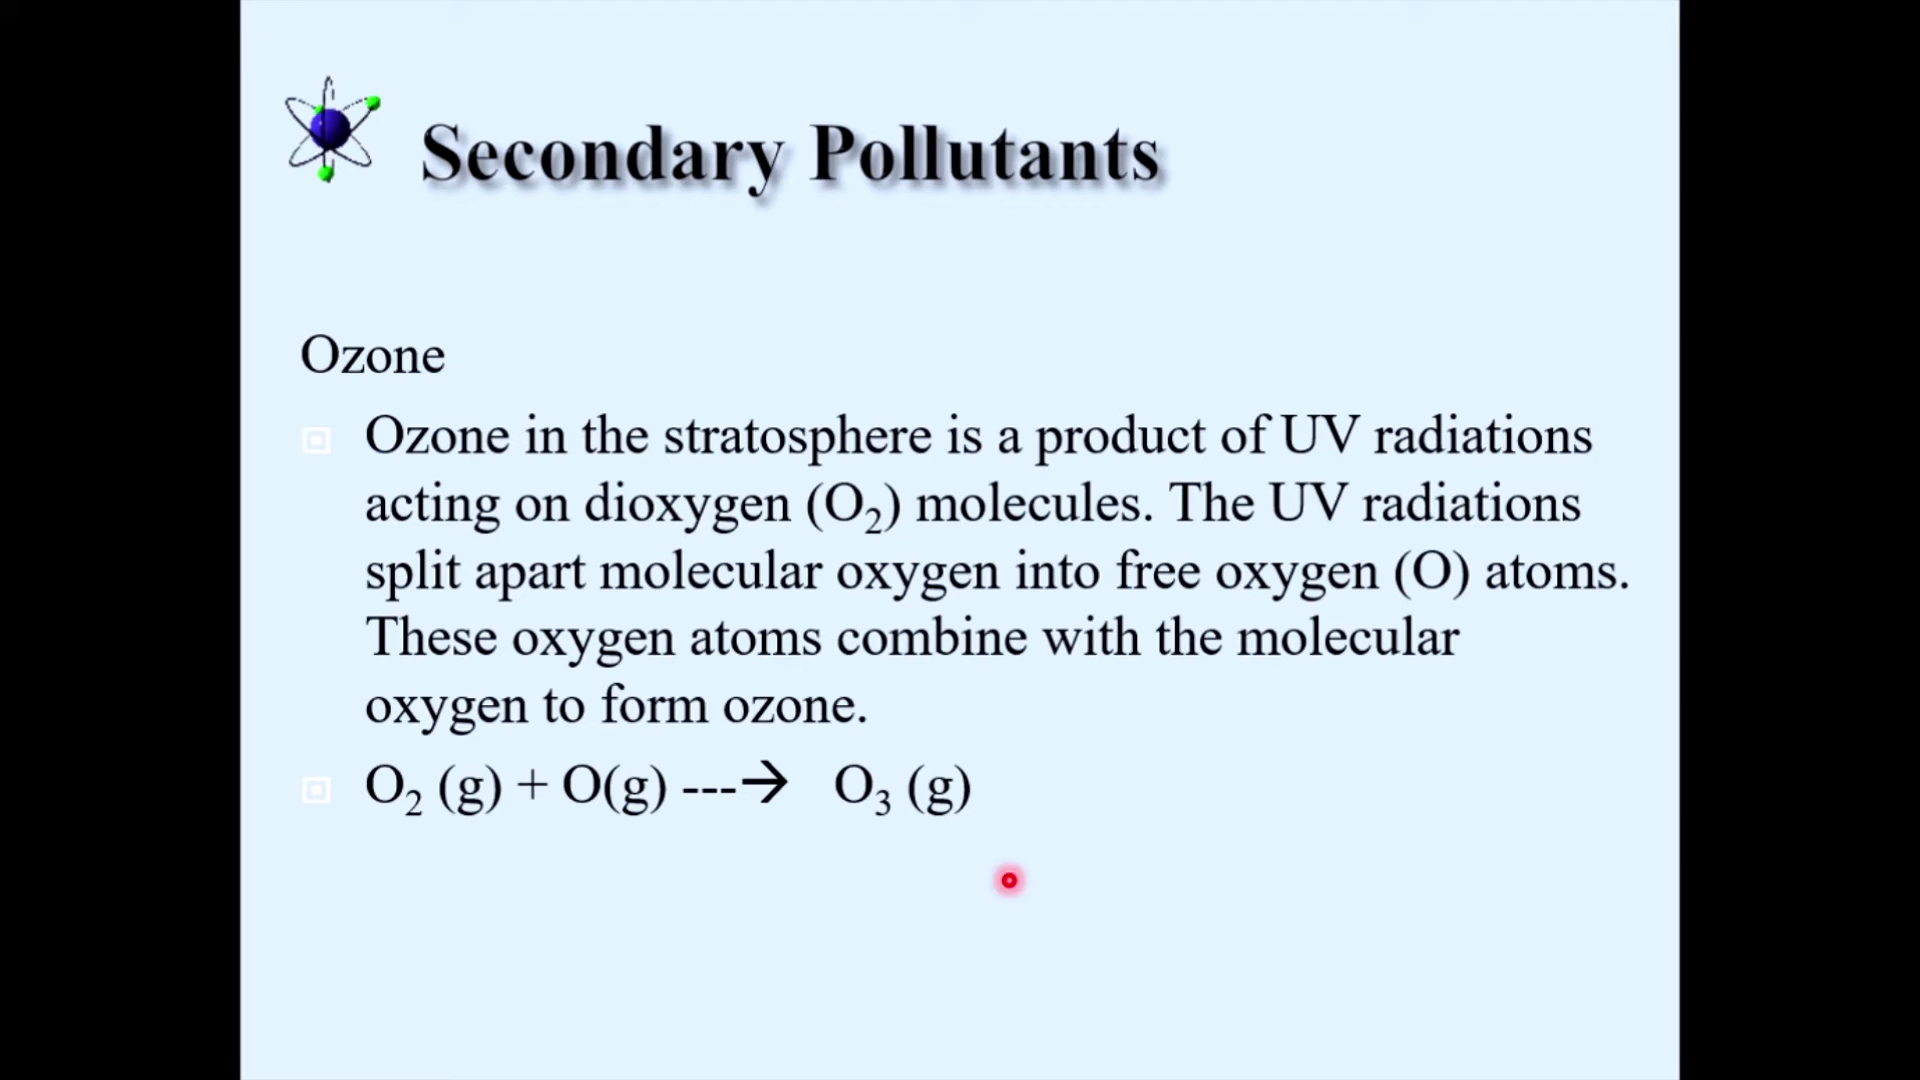 Secondary Pollutants
Ozone
Ozone in the stratosphere is a product of UV radiations
acting on dioxygen (O₂) molecules. The UV radiations
split apart molecular oxygen into free oxygen (O) atoms.
These oxygen atoms combine with the molecular
oxygen to form ozone.
O₂ (g) + O(g) ---→ O₃ (g)